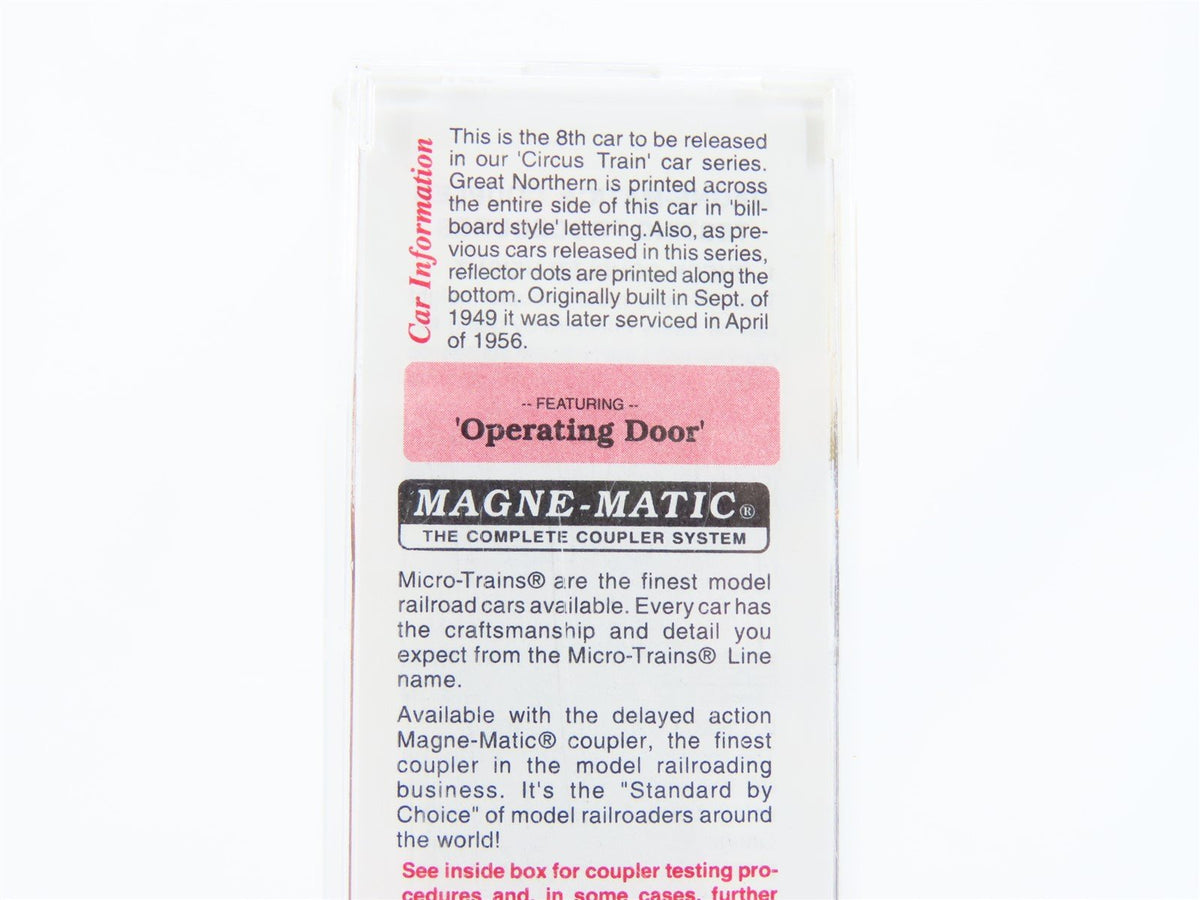 Car Information
This is the 8th car to be released
in our 'Circus Train' car series.
Great Northern is printed across
the entire side of this car in 'bill-
board style' lettering. Also, as pre-
vious cars released in this series,
reflector dots are printed along the
bottom. Originally built in Sept. of
1949 it was later serviced in April
of 1956.
-- FEATURING --
'Operating Door'
MAGNE-MATIC®
THE COMPLETE COUPLER SYSTEM
Micro-Trains® are the finest model
railroad cars available. Every car has
the craftsmanship and detail you
expect from the Micro-Trains® Line
name.
Available with the delayed action
Magne-Matic® coupler, the finest
coupler in the model railroading
business. It's the "Standard by
Choice" of model railroaders around
the world!
See inside box for coupler testing pro-
cedures and, in some cases, further